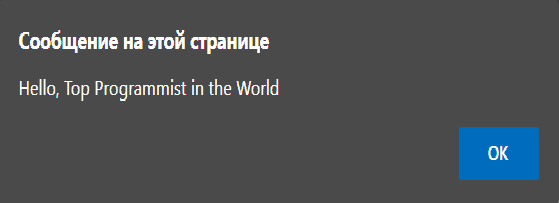 Сообщение на этой странице
Hello, Top Programmist in the World
OK